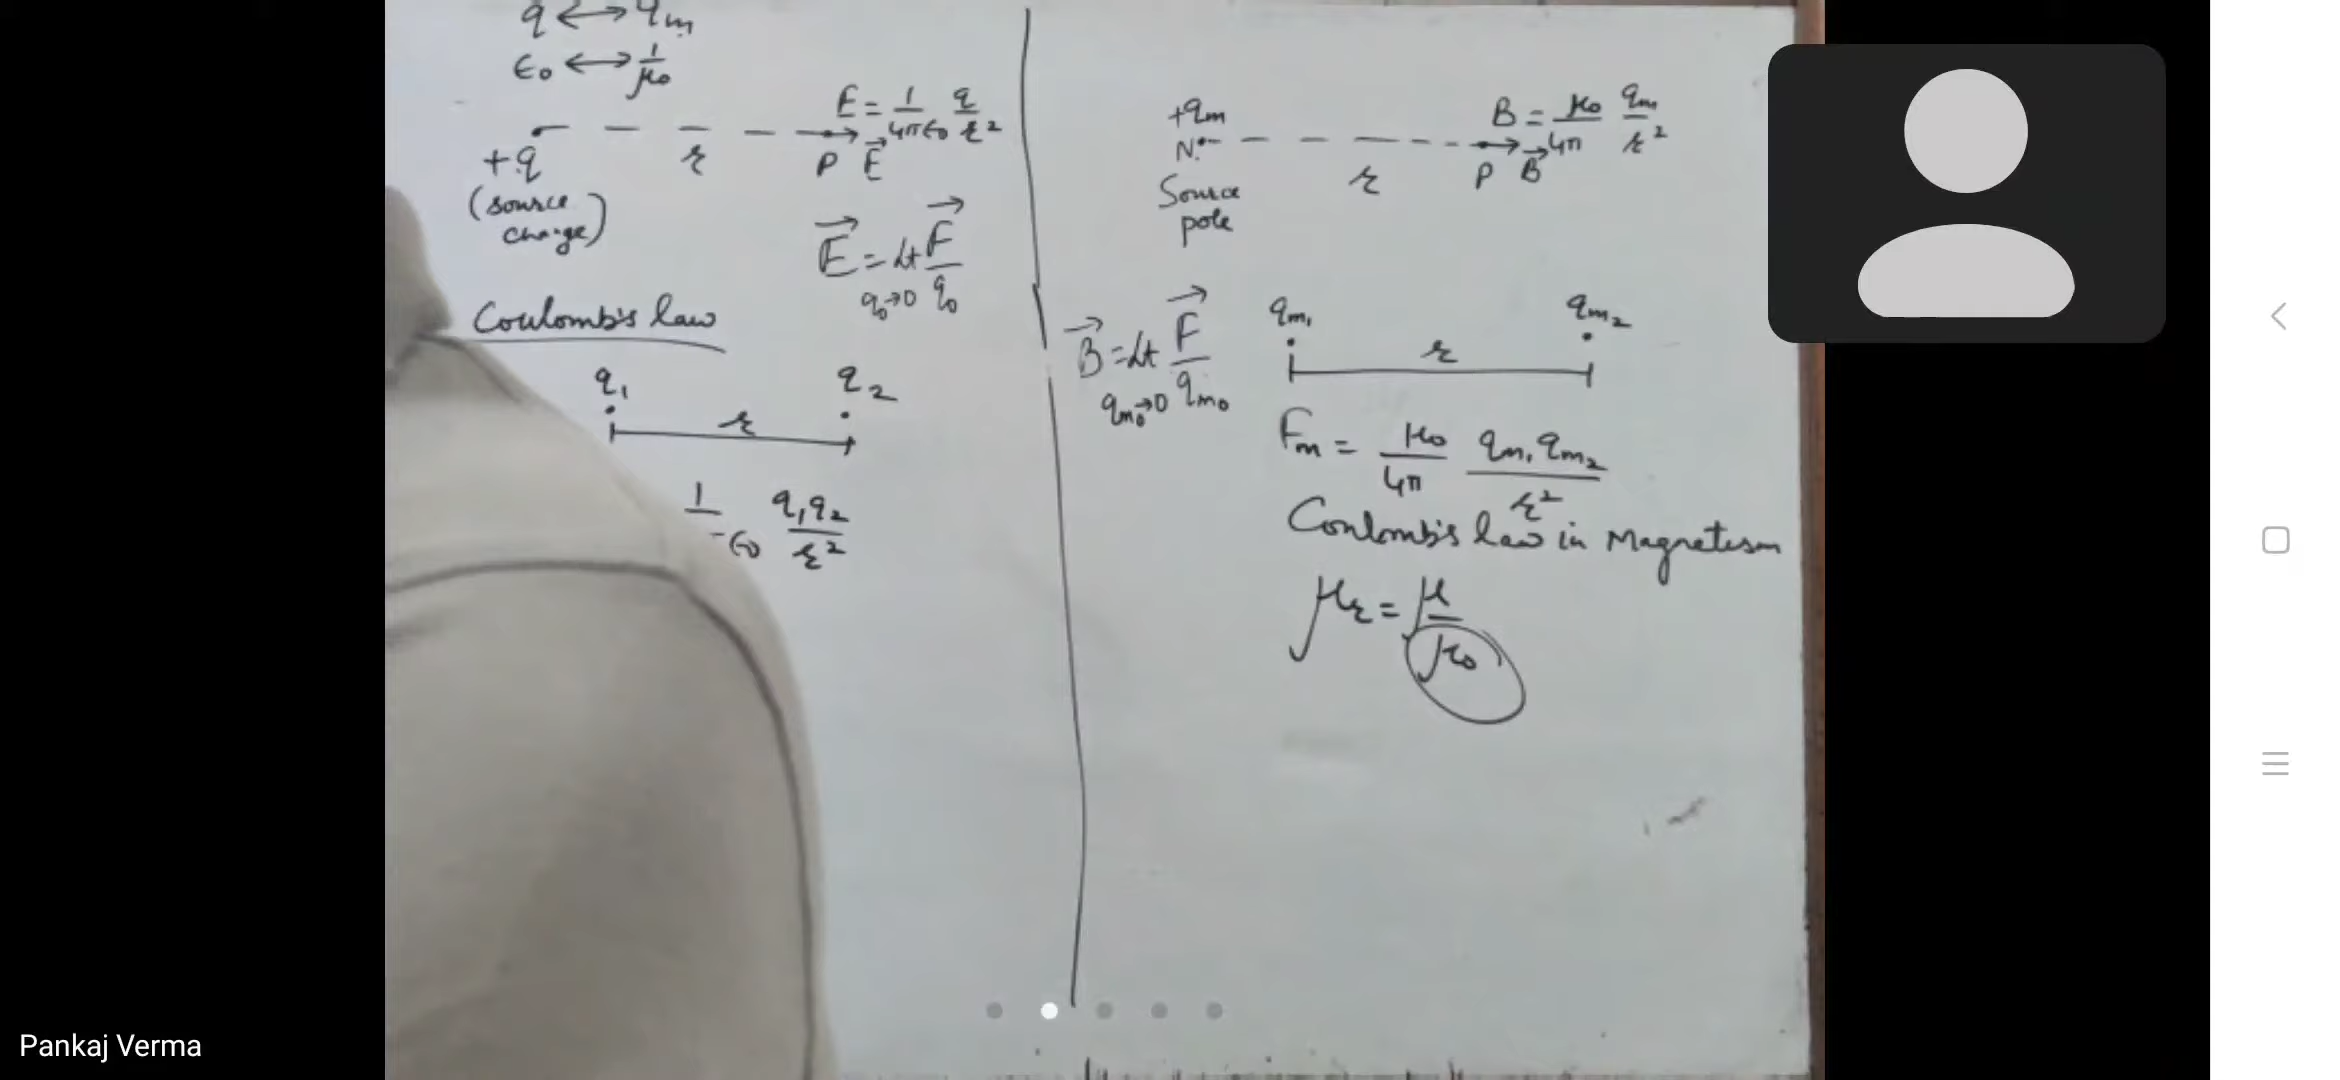 q ↔ qm
ε₀ ↔ 1/μ₀
E = 1/4πε₀ q/r²
+q
r
P E⃗
(source charge)
E⃗ = Lt q₀→0 F⃗/q₀
Coulomb's law
q₁ q₂
r
1/ε₀ q₁q₂/r²
+qm
N
B = μ₀/4π qm/r²
r
P B⃗
Source
pole
B⃗ = Lt qm₀→0 F⃗/qm₀
qm₁ qm₂
r
Fm = μ₀/4π qm₁qm₂/r²
Coulomb's law in Magnetism
μr = μ/μ₀
Pankaj Verma